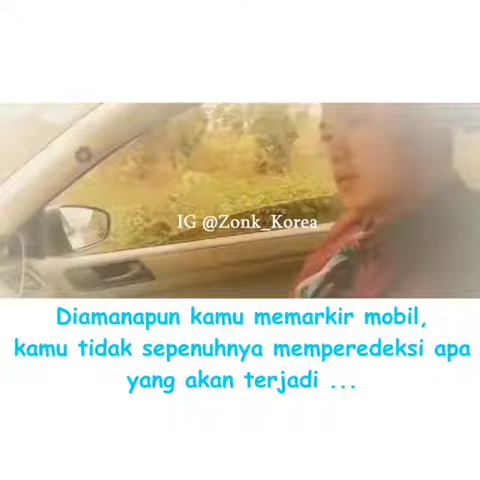 IG @Zonk_Korea
Diamanapun kamu memarkir mobil,
kamu tidak sepenuhnya memperedeksi apa
yang akan terjadi ...